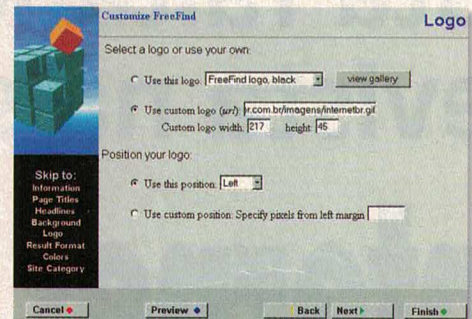 Customize FreeFind
Logo
Select a logo or use your own:
Use this logo: FreeFind logo, black
view gallery
Use custom logo (url): r.com.br/imagens/internetbr.gif
Custom logo width: 217 height: 45
Position your logo:
Use this position: Left
Use custom position: Specify pixels from left margin
Skip to:
Information
Page Titles
Headlines
Background
Logo
Result Format
Colors
Site Category
Cancel
Preview
Back
Next
Finish